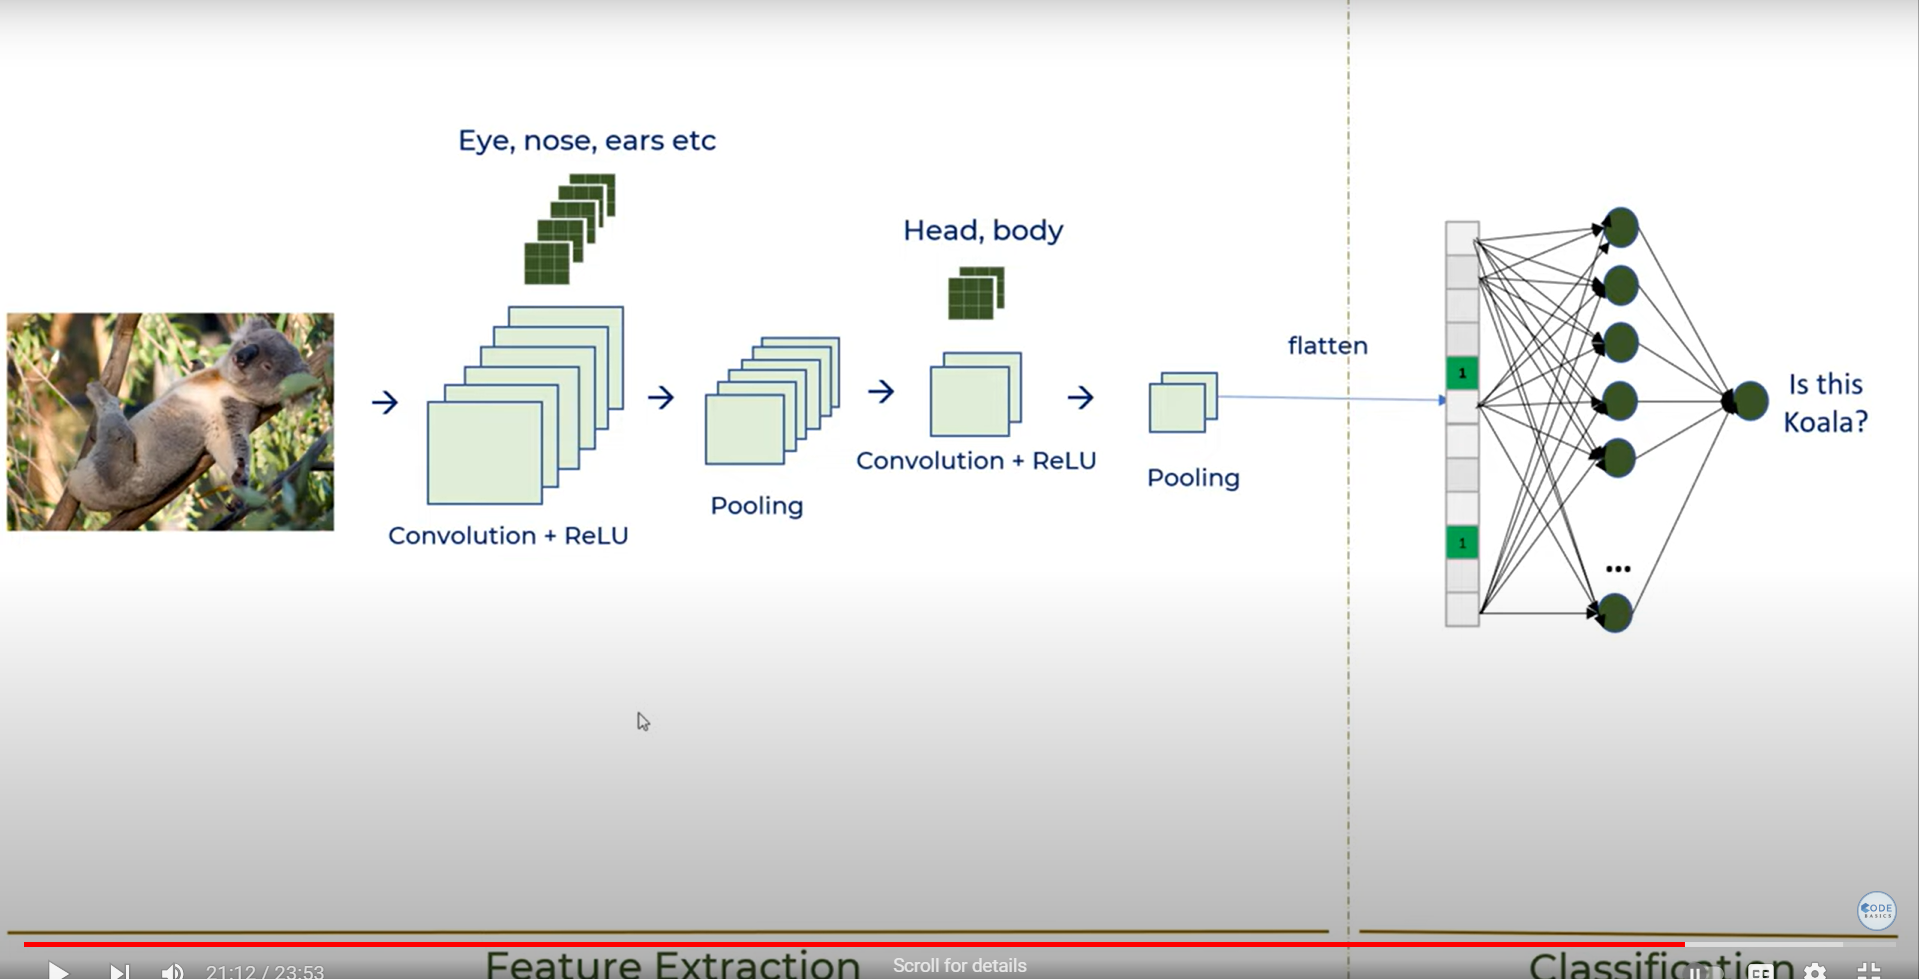 Eye, nose, ears etc
Head, body
flatten
1
1
Is this
Koala?
Convolution + ReLU
Pooling
Convolution + ReLU
Pooling
...
CODE
BASICS
Feature Extraction
Classification
Scroll for details
21:12 / 23:53
CC